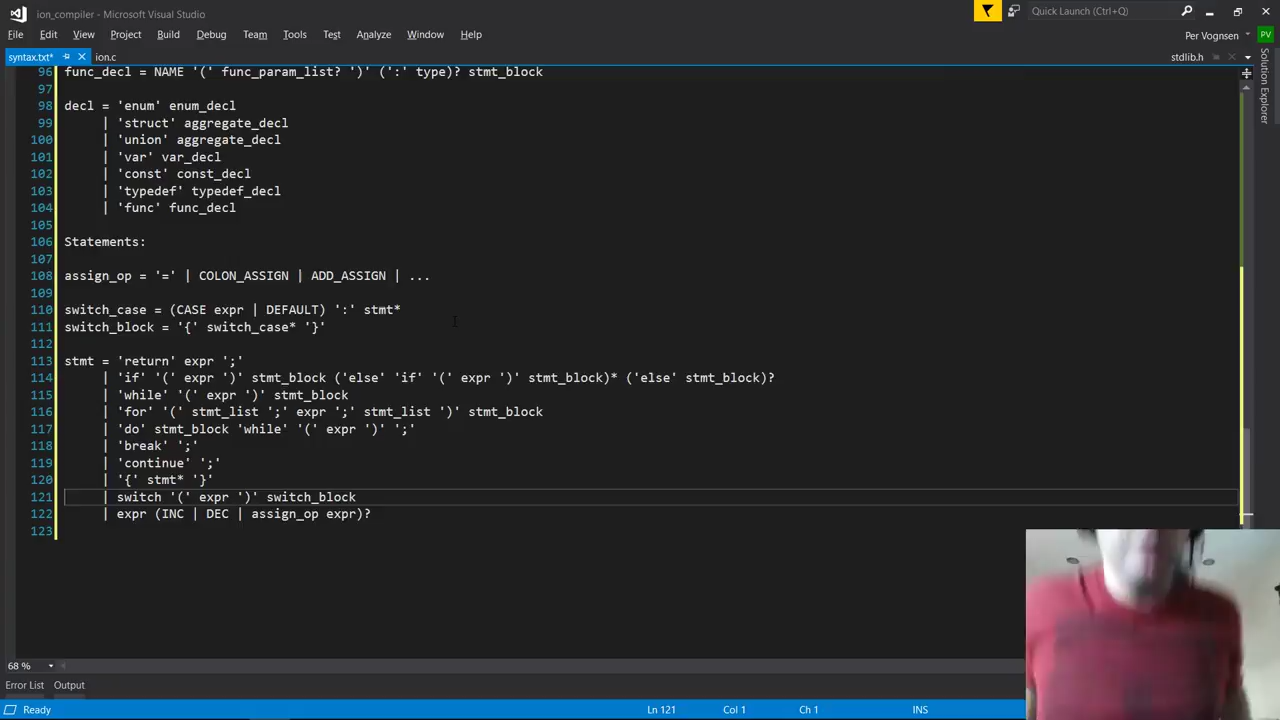 ion_compiler - Microsoft Visual Studio
Quick Launch (Ctrl+Q)
File Edit View Project Build Debug Team Tools Test Analyze Window Help
Per Vognsen PV
syntax.txt* ion.c
stdlib.h
Solution Explorer
96 func_decl = NAME '(' func_param_list? ')' (':' type)? stmt_block
97
98 decl = 'enum' enum_decl
99 | 'struct' aggregate_decl
100 | 'union' aggregate_decl
101 | 'var' var_decl
102 | 'const' const_decl
103 | 'typedef' typedef_decl
104 | 'func' func_decl
105
106 Statements:
107
108 assign_op = '=' | COLON_ASSIGN | ADD_ASSIGN | ...
109
110 switch_case = (CASE expr | DEFAULT) ':' stmt*
111 switch_block = '{' switch_case* '}'
112
113 stmt = 'return' expr ';'
114 | 'if' '(' expr ')' stmt_block ('else' 'if' '(' expr ')' stmt_block)* ('else' stmt_block)?
115 | 'while' '(' expr ')' stmt_block
116 | 'for' '(' stmt_list ';' expr ';' stmt_list ')' stmt_block
117 | 'do' stmt_block 'while' '(' expr ')' ';'
118 | 'break' ';'
119 | 'continue' ';'
120 | '{' stmt* '}'
121 | switch '(' expr ')' switch_block
122 | expr (INC | DEC | assign_op expr)?
123
68 %
Error List Output
Ready Ln 121 Col 1 Ch 1 INS